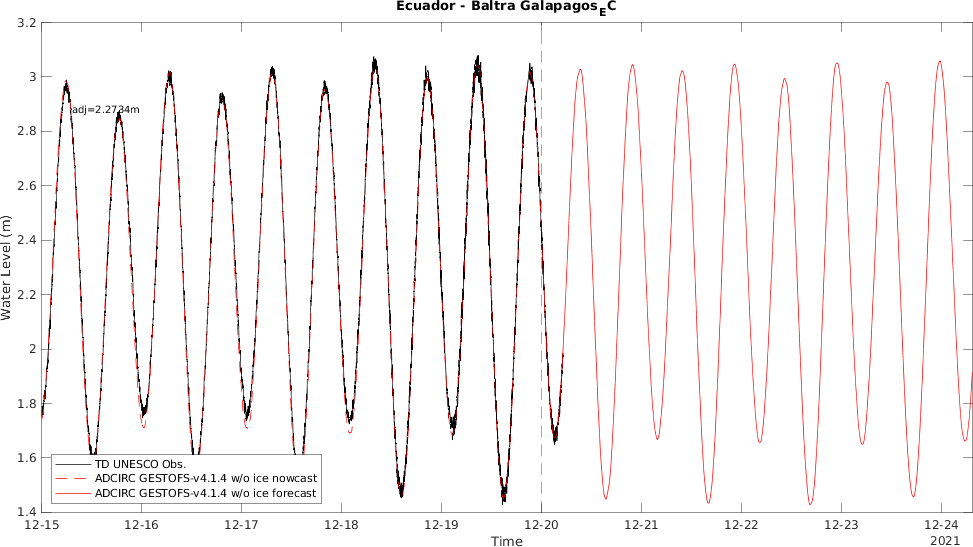 Ecuador - Baltra GalapagosEC
3.2
3
2.8
2.6
2.4
2.2
2
1.8
1.6
1.4
Water Level (m)
adj=2.2734m
TD UNESCO Obs.
ADCIRC GESTOFS-v4.1.4 w/o ice nowcast
ADCIRC GESTOFS-v4.1.4 w/o ice forecast
12-15 12-16 12-17 12-18 12-19 12-20 12-21 12-22 12-23 12-24
Time 2021